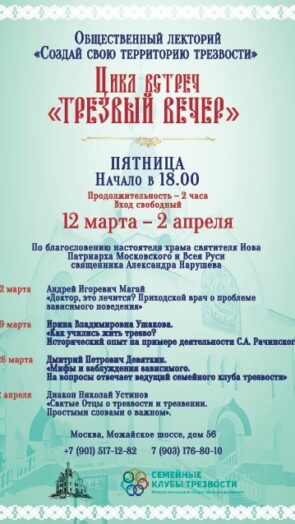 Общественный лекторий
«Создай свою территорию трезвости»
Цикл встреч
«ТРЕЗВЫЙ ВЕЧЕР»
ПЯТНИЦА
Начало в 18.00
Продолжительность – 2 часа
Вход свободный
12 марта – 2 апреля
По благословению настоятеля храма святителя Иова
Патриарха Московского и Всея Руси
священника Александра Нарушева
2 марта Андрей Игоревич Магай
«Доктор, это лечится? Приходской врач о проблеме
зависимого поведения»
9 марта Ирина Владимировна Ушакова.
«Как учились жить трезво?
Исторический опыт на примере деятельности С.А. Рачинского
26 марта Дмитрий Петрович Девяткин.
«Мифы и заблуждения зависимого.
На вопросы отвечает ведущий семейного клуба трезвости»
апреля Диакон Николай Устинов
«Святые Отцы о трезвости и трезвении.
Простыми словами о важном».
Москва, Можайское шоссе, дом 56
+7 (901) 517-12-82 7 (903) 176-80-10
СЕМЕЙНЫЕ
КЛУБЫ ТРЕЗВОСТИ